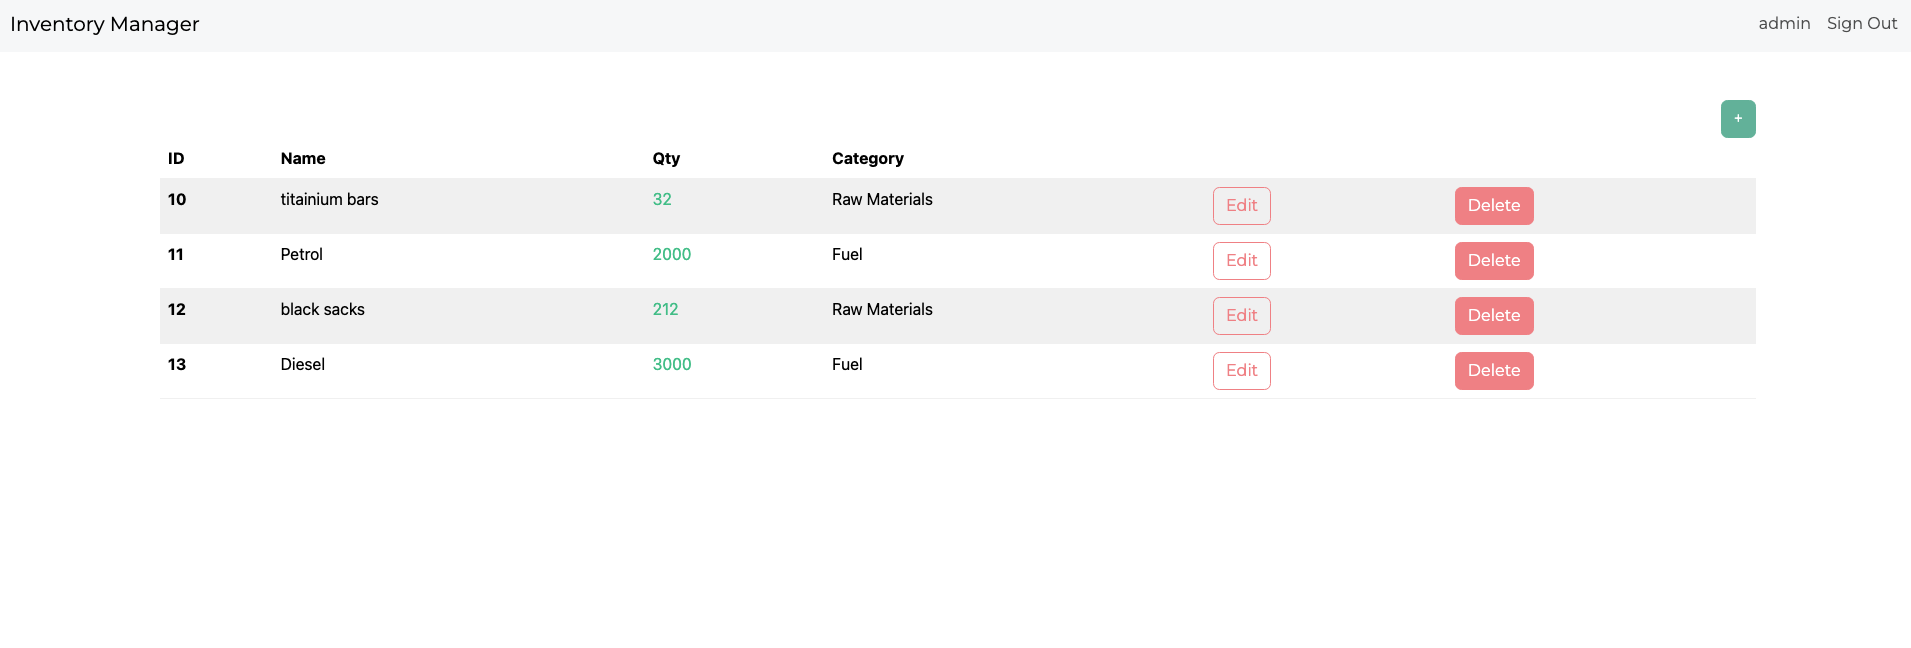 Inventory Manager admin Sign Out
+
ID Name Qty Category
10 titainium bars 32 Raw Materials Edit Delete
11 Petrol 2000 Fuel Edit Delete
12 black sacks 212 Raw Materials Edit Delete
13 Diesel 3000 Fuel Edit Delete